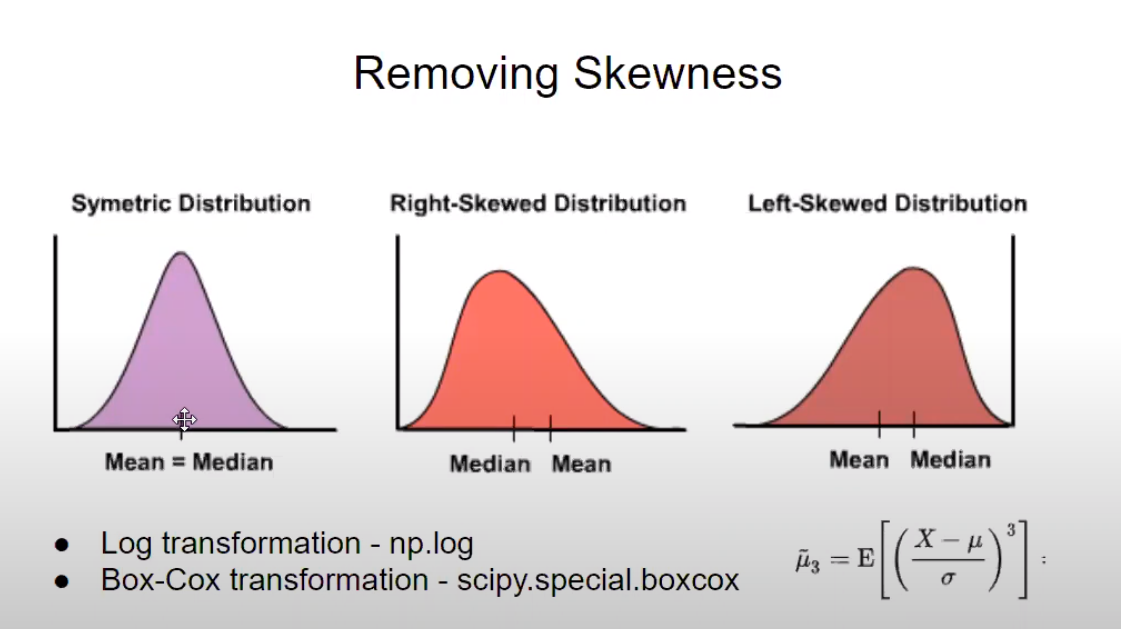 Removing Skewness
Symetric Distribution
Right-Skewed Distribution
Left-Skewed Distribution
Mean = Median
Median Mean
Mean Median
● Log transformation - np.log
● Box-Cox transformation - scipy.special.boxcox
μ̃₃ = E[((X − μ)/σ)³] :